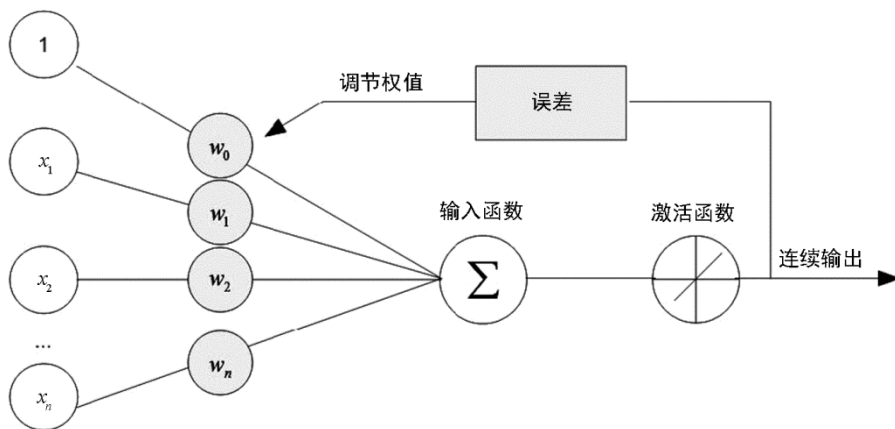 1
调节权值
误差
w₀
x₁
w₁
输入函数
激活函数
x₂
w₂
Σ
连续输出
...
wₙ
xₙ